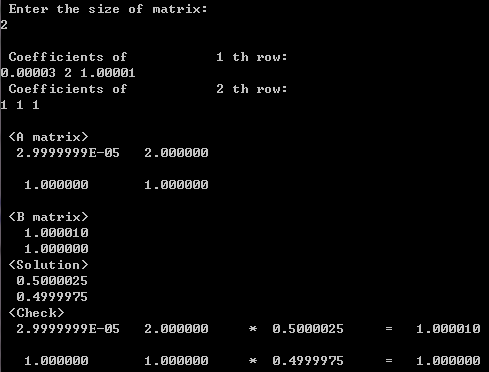 Enter the size of matrix:
2
Coefficients of 1 th row:
0.00003 2 1.00001
Coefficients of 2 th row:
1 1 1
<A matrix>
2.9999999E-05 2.000000
1.000000 1.000000
<B matrix>
1.000010
1.000000
<Solution>
0.5000025
0.4999975
<Check>
2.9999999E-05 2.000000 * 0.5000025 = 1.000010
1.000000 1.000000 * 0.4999975 = 1.000000